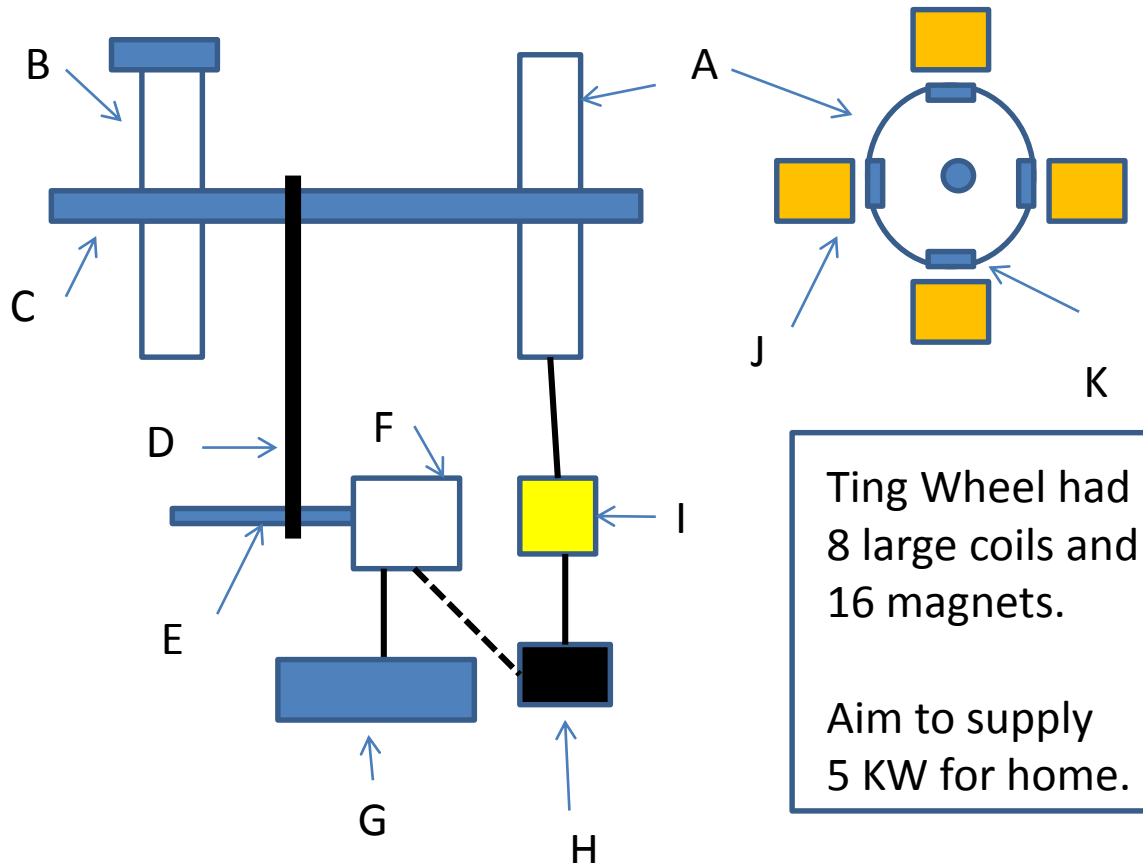 B
A
C
J
K
D
F
I
E
G
H
Ting Wheel had
8 large coils and
16 magnets.
Aim to supply
5 KW for home.